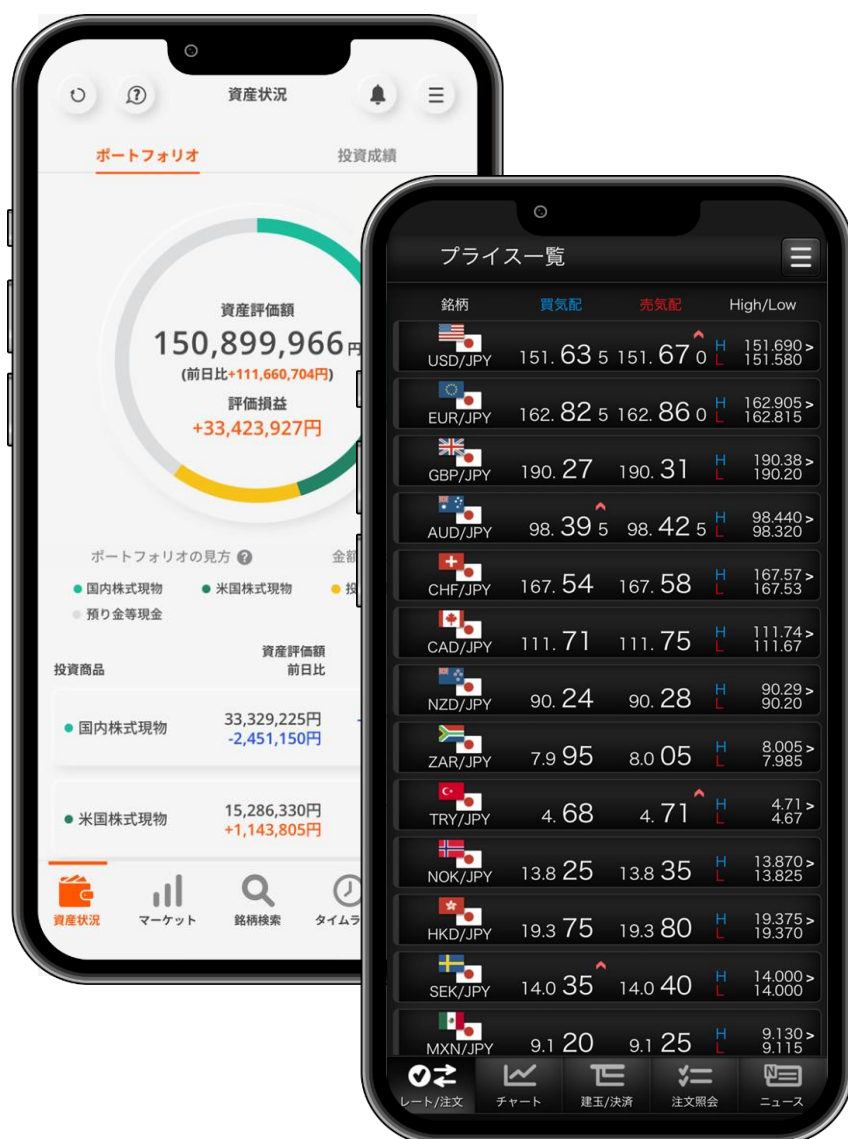 資産状況
ポートフォリオ 投資成績
資産評価額
150,899,966円
(前日比+111,660,704円)
評価損益
+33,423,927円
ポートフォリオの見方 ? 金額
国内株式現物 米国株式現物 投
預り金等現金
投資商品 資産評価額 前日比
国内株式現物 33,329,225円 -2,451,150円
米国株式現物 15,286,330円 +1,143,805円
資産状況 マーケット 銘柄検索 タイムラ
プライス一覧
銘柄 買気配 売気配 High/Low
USD/JPY 151.635 151.670 H 151.690 > L 151.580
EUR/JPY 162.825 162.860 H 162.905 > L 162.815
GBP/JPY 190.27 190.31 H 190.38 > L 190.20
AUD/JPY 98.395 98.425 H 98.440 > L 98.320
CHF/JPY 167.54 167.58 H 167.57 > L 167.53
CAD/JPY 111.71 111.75 H 111.74 > L 111.67
NZD/JPY 90.24 90.28 H 90.29 > L 90.20
ZAR/JPY 7.995 8.005 H 8.005 > L 7.985
TRY/JPY 4.68 4.71 H 4.71 > L 4.67
NOK/JPY 13.825 13.835 H 13.870 > L 13.825
HKD/JPY 19.375 19.380 H 19.375 > L 19.370
SEK/JPY 14.035 14.040 H 14.000 > L 14.000
MXN/JPY 9.120 9.125 H 9.130 > L 9.115
レート/注文 チャート 建玉/決済 注文照会 ニュース